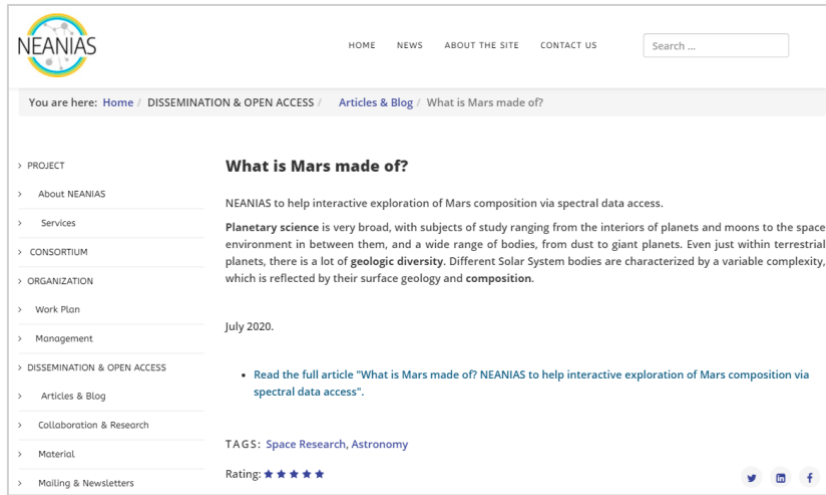 NEANIAS
HOME NEWS ABOUT THE SITE CONTACT US Search ...
You are here: Home / DISSEMINATION & OPEN ACCESS / Articles & Blog / What is Mars made of?
> PROJECT
> About NEANIAS
> Services
> CONSORTIUM
> ORGANIZATION
> Work Plan
> Management
> DISSEMINATION & OPEN ACCESS
> Articles & Blog
> Collaboration & Research
> Material
> Mailing & Newsletters
What is Mars made of?
NEANIAS to help interactive exploration of Mars composition via spectral data access.
Planetary science is very broad, with subjects of study ranging from the interiors of planets and moons to the space
environment in between them, and a wide range of bodies, from dust to giant planets. Even just within terrestrial
planets, there is a lot of geologic diversity. Different Solar System bodies are characterized by a variable complexity,
which is reflected by their surface geology and composition.
July 2020.
• Read the full article "What is Mars made of? NEANIAS to help interactive exploration of Mars composition via
spectral data access".
TAGS: Space Research, Astronomy
Rating: ★★★★★